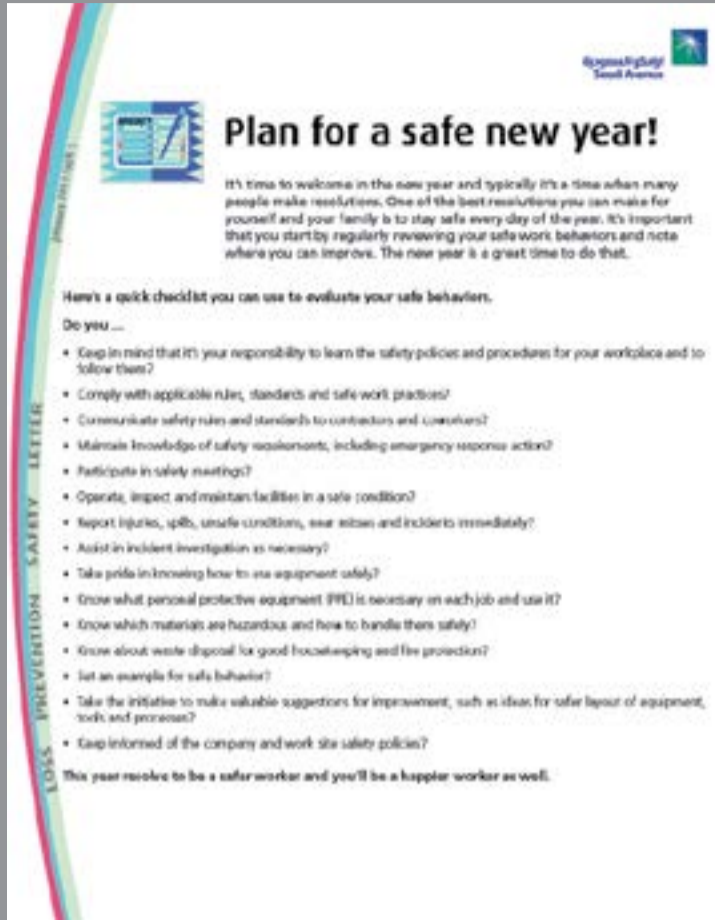 Saudi Aramco
Plan for a safe new year!
It's time to welcome in the new year and typically it's a time when many
people make resolutions. One of the best resolutions you can make for
yourself and your family is to stay safe every day of the year. It's important
that you start by regularly reviewing your safe work behaviors and note
where you can improve. The new year is a great time to do that.
Here's a quick checklist you can use to evaluate your safe behaviors.
Do you ...
• Keep in mind that it's your responsibility to learn the safety policies and procedures for your workplace and to
follow them?
• Comply with applicable rules, standards and safe work practices?
• Communicate safety rules and standards to contractors and coworkers?
• Maintain knowledge of safety requirements, including emergency response action?
• Participate in safety meetings?
• Operate, inspect and maintain facilities in a safe condition?
• Report injuries, spills, unsafe conditions, near misses and incidents immediately?
• Assist in incident investigation as necessary?
• Take pride in knowing how to use equipment safely?
• Know what personal protective equipment (PPE) is necessary on each job and use it?
• Know which materials are hazardous and how to handle them safely?
• Know about waste disposal for good housekeeping and fire protection?
• Set an example for safe behavior?
• Take the initiative to make valuable suggestions for improvement, such as ideas for safer layout of equipment,
tools and processes?
• Keep informed of the company and work site safety policies?
This year resolve to be a safer worker and you'll be a happier worker as well.
LOSS PREVENTION SAFETY LETTER